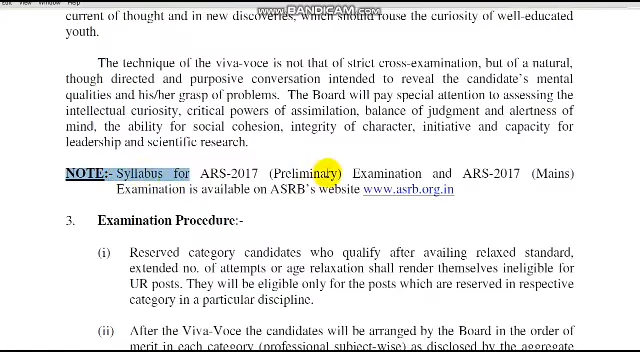 Edit View Window Help
www.BANDICAM.com
current of thought and in new discoveries, which should rouse the curiosity of well-educated
youth.
The technique of the viva-voce is not that of strict cross-examination, but of a natural,
though directed and purposive conversation intended to reveal the candidate's mental
qualities and his/her grasp of problems. The Board will pay special attention to assessing the
intellectual curiosity, critical powers of assimilation, balance of judgment and alertness of
mind, the ability for social cohesion, integrity of character, initiative and capacity for
leadership and scientific research.
NOTE:- Syllabus for ARS-2017 (Preliminary) Examination and ARS-2017 (Mains)
Examination is available on ASRB's website www.asrb.org.in
3. Examination Procedure:-
(i) Reserved category candidates who qualify after availing relaxed standard,
extended no. of attempts or age relaxation shall render themselves ineligible for
UR posts. They will be eligible only for the posts which are reserved in respective
category in a particular discipline.
(ii) After the Viva-Voce the candidates will be arranged by the Board in the order of
merit in each category (professional subject-wise) as disclosed by the aggregate